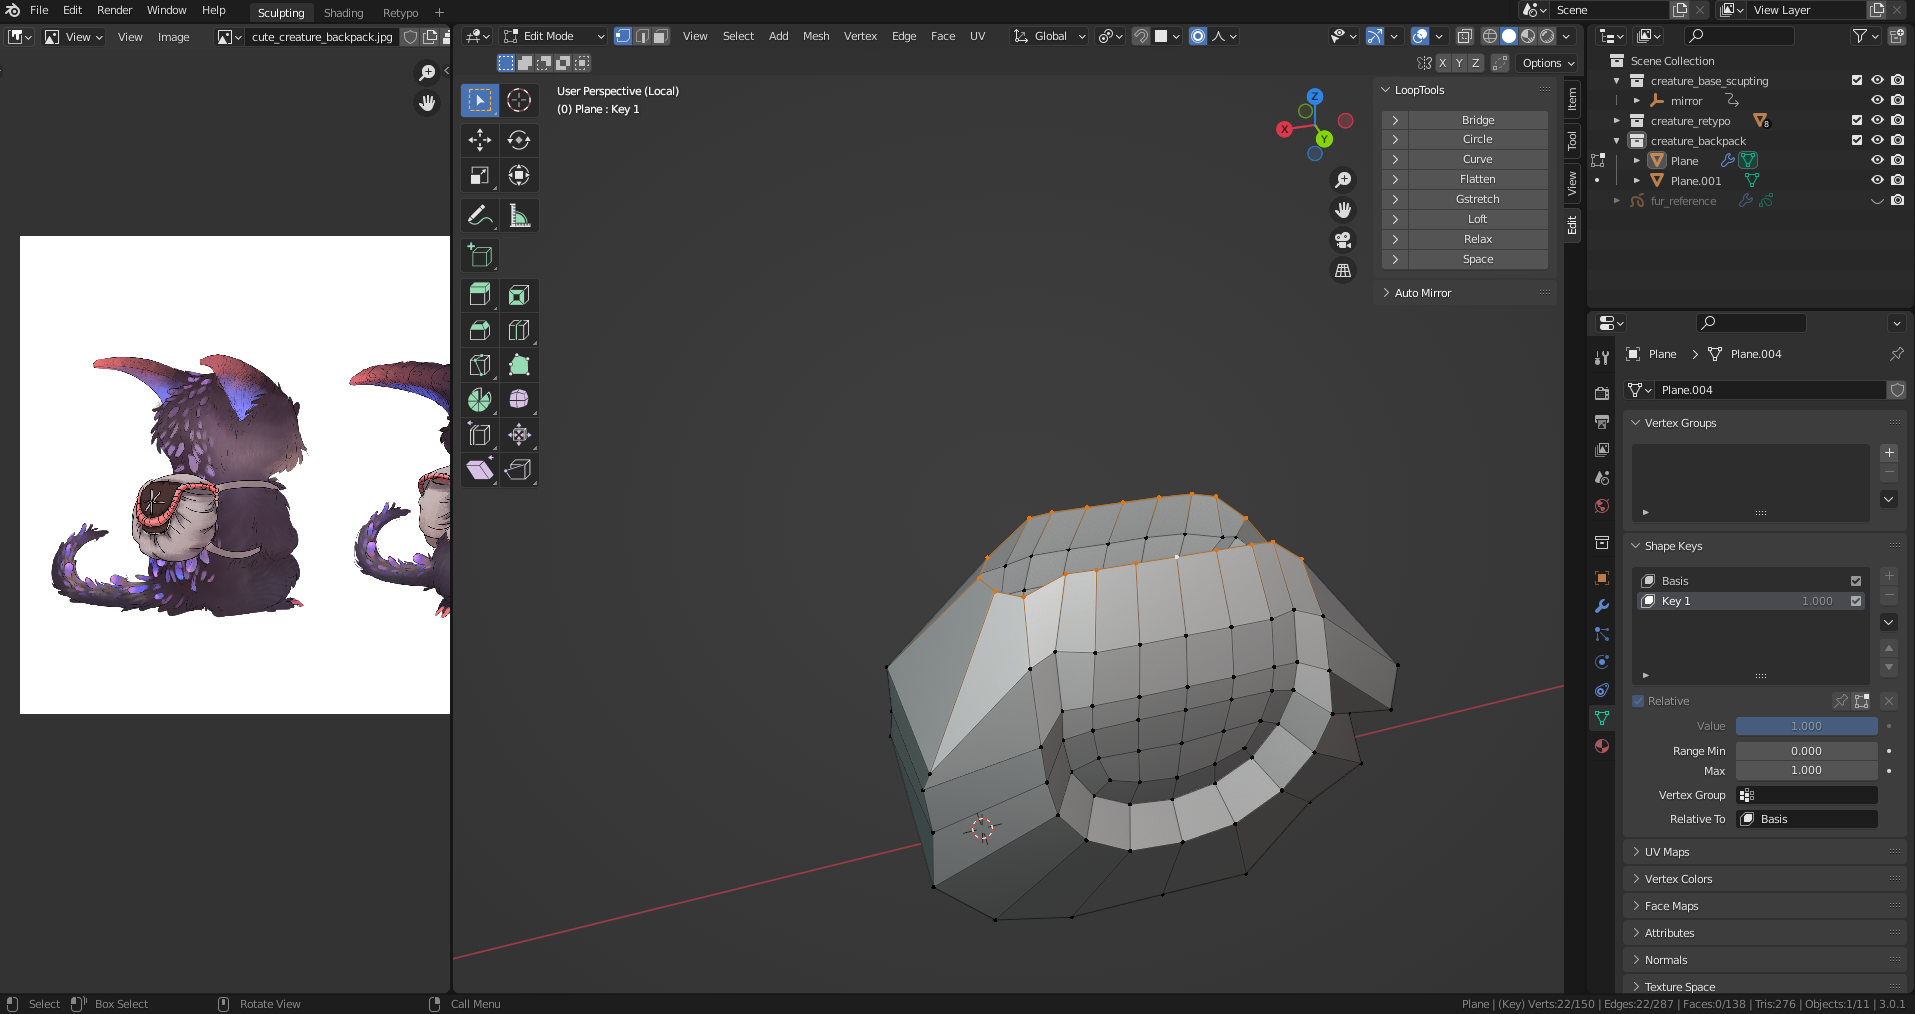 File Edit Render Window Help Sculpting Shading Retypo + Scene View Layer
View View Image cute_creature_backpack.jpg Edit Mode View Select Add Mesh Vertex Edge Face UV Global
X Y Z Options
User Perspective (Local)
(0) Plane : Key 1
Z
X
Y
LoopTools
Bridge
Circle
Curve
Flatten
Gstretch
Loft
Relax
Space
Auto Mirror
Item
Tool
View
Edit
Scene Collection
creature_base_scupting
mirror
creature_retypo 8
creature_backpack
Plane
Plane.001
fur_reference
Plane > Plane.004
Plane.004
Vertex Groups
Shape Keys
Basis
Key 1 1.000
Relative
Value 1.000
Range Min 0.000
Max 1.000
Vertex Group
Relative To Basis
UV Maps
Vertex Colors
Face Maps
Attributes
Normals
Texture Space
Select Box Select Rotate View Call Menu Plane | (Key) Verts:22/150 | Edges:22/287 | Faces:0/138 | Tris:276 | Objects:1/11 | 3.0.1